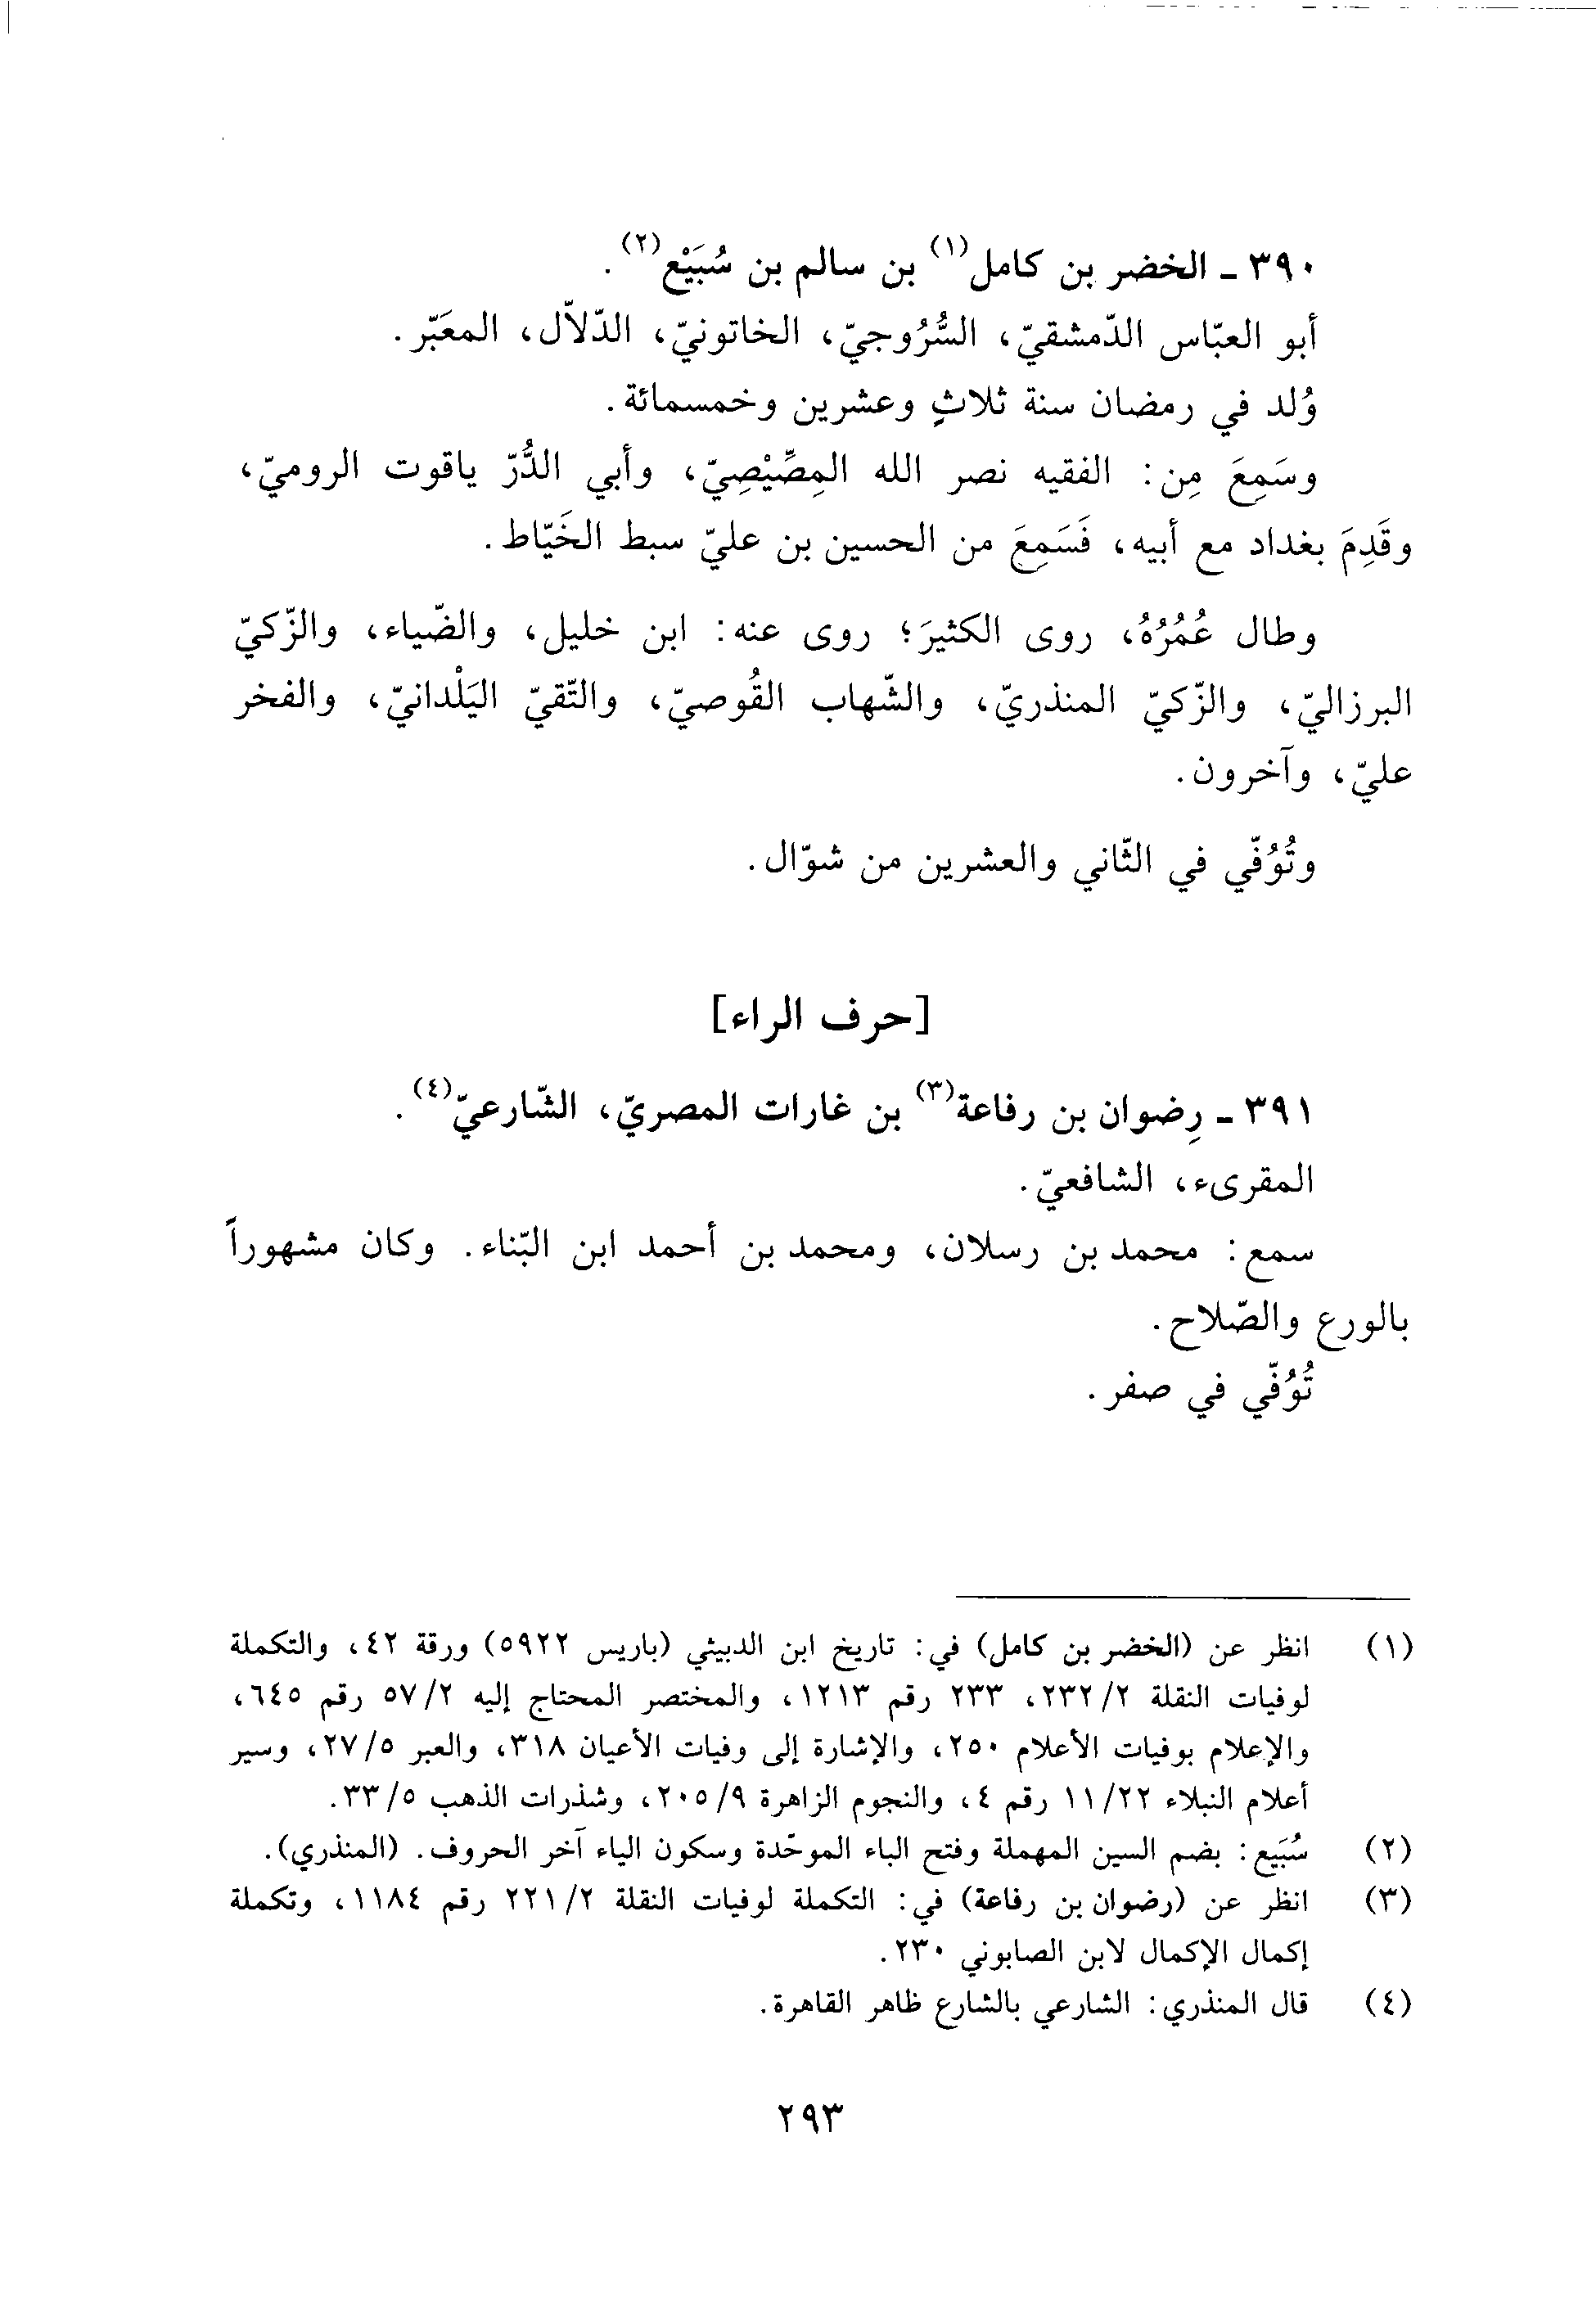 ٣٩٠ - الخضر بن كامل(١) بن سالم بن سُبَيْع(٢).
أبو العبّاس الدّمشقيّ، السُّرُوجيّ، الخاتونيّ، الدّلاّل، المعَبّر.
وُلد في رمضان سنة ثلاثٍ وعشرين وخمسمائة.
وسَمِعَ مِن: الفقيه نصر الله المِصِّيْصِيّ، وأبي الدُّرّ ياقوت الروميّ،
وقَدِمَ بغداد مع أبيه، فَسَمِعَ من الحسين بن عليّ سبط الخَيّاط.
وطال عُمُرُهُ، روى الكثيرَ؛ روى عنه: ابن خليل، والضّياء، والزّكيّ
البرزاليّ، والزّكيّ المنذريّ، والشّهاب القُوصيّ، والتّقيّ اليَلْدانيّ، والفخر
عليّ، وآخرون.
وتُوُفّي في الثّاني والعشرين من شوّال.
[حرف الراء]
٣٩١ - رِضوان بن رفاعة(٣) بن غارات المصريّ، الشّارعيّ(٤).
المقرىء، الشافعيّ.
سمع: محمد بن رسلان، ومحمد بن أحمد ابن البّناء. وكان مشهوراً
بالورع والصّلاح.
تُوُفّي في صفر.
(١) انظر عن (الخضر بن كامل) في: تاريخ ابن الدبيثي (باريس ٥٩٢٢) ورقة ٤٢، والتكملة
لوفيات النقلة ٢/ ٢٣٢، ٢٣٣ رقم ١٢١٣، والمختصر المحتاج إليه ٢/ ٥٧ رقم ٦٤٥،
والإعلام بوفيات الأعلام ٢٥٠، والإشارة إلى وفيات الأعيان ٣١٨، والعبر ٥/ ٢٧، وسير
أعلام النبلاء ٢٢/ ١١ رقم ٤، والنجوم الزاهرة ٩/ ٢٠٥، وشذرات الذهب ٥/ ٣٣.
(٢) سُبَيع: بضم السين المهملة وفتح الباء الموحّدة وسكون الياء آخر الحروف. (المنذري).
(٣) انظر عن (رضوان بن رفاعة) في: التكملة لوفيات النقلة ٢/ ٢٢١ رقم ١١٨٤، وتكملة
إكمال الإكمال لابن الصابوني ٢٣٠.
(٤) قال المنذري: الشارعي بالشارع ظاهر القاهرة.
٢٩٣